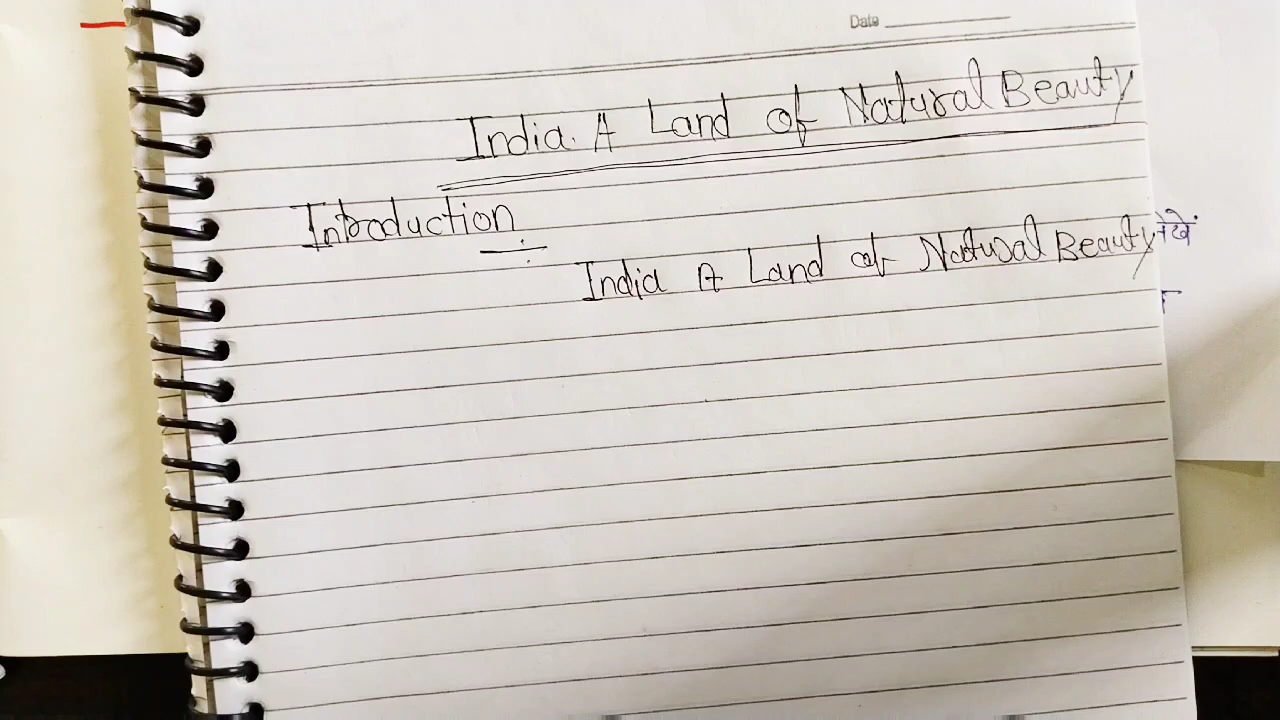 Date
India. A Land of Natural Beauty
Introduction
India A Land of Natural Beauty